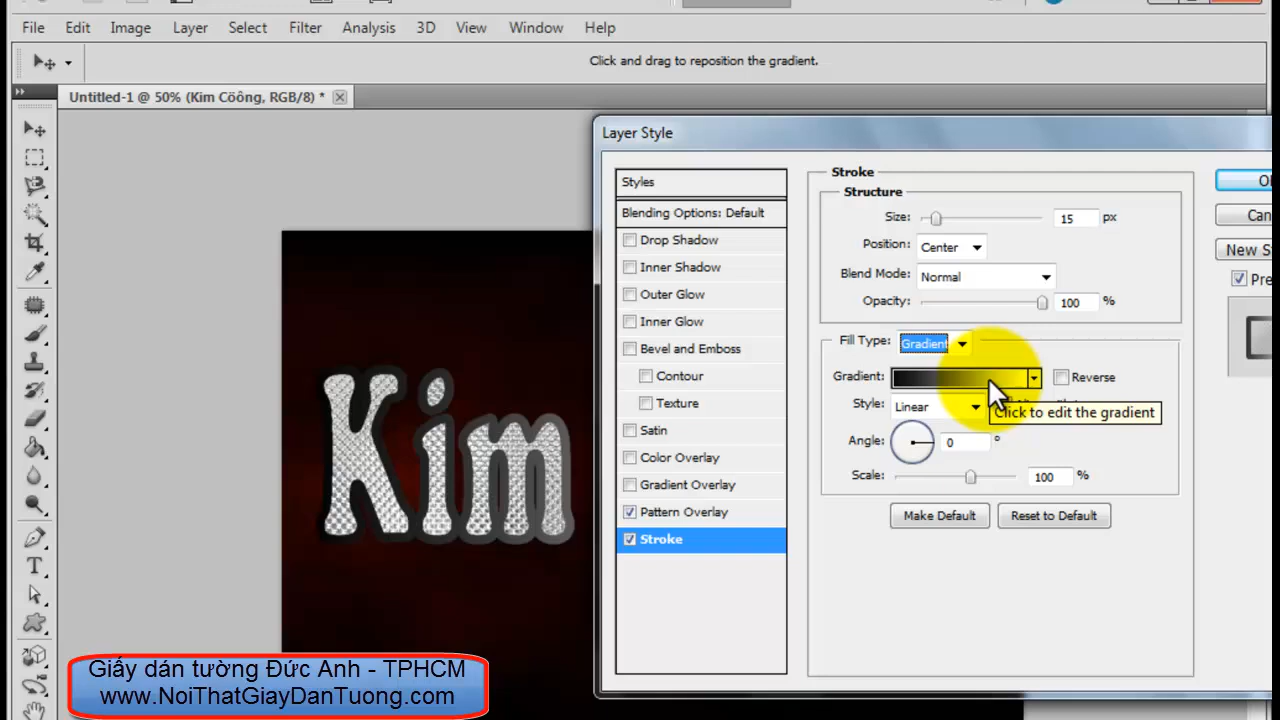 File Edit Image Layer Select Filter Analysis 3D View Window Help
Click and drag to reposition the gradient.
Untitled-1 @ 50% (Kim Cöông, RGB/8) *
Layer Style
Styles
Blending Options: Default
Drop Shadow
Inner Shadow
Outer Glow
Inner Glow
Bevel and Emboss
Contour
Texture
Satin
Color Overlay
Gradient Overlay
Pattern Overlay
Stroke
Stroke
Structure
Size: 15 px
Position: Center
Blend Mode: Normal
Opacity: 100 %
Fill Type: Gradient
Gradient: Reverse
Style: Linear
Click to edit the gradient
Angle: 0 °
Scale: 100 %
Make Default Reset to Default
Kim
Giấy dán tường Đức Anh - TPHCM
www.NoiThatGiayDanTuong.com